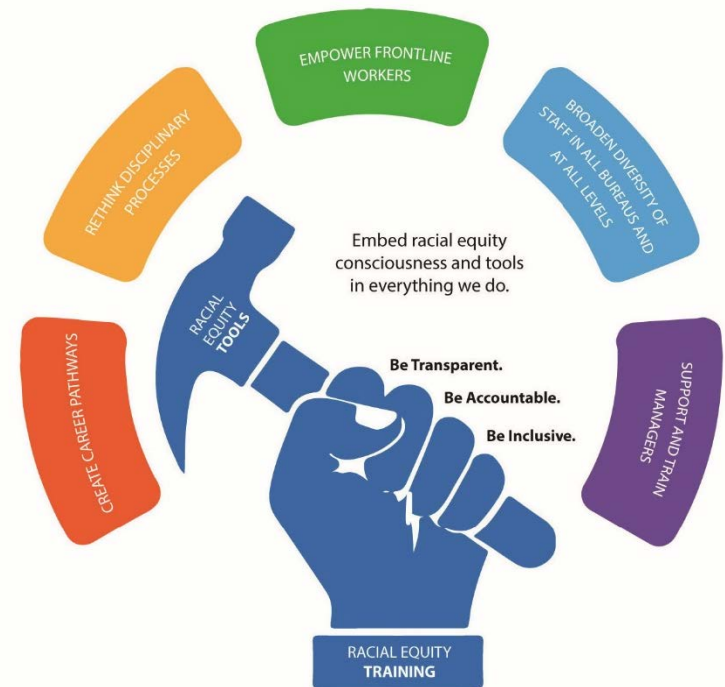 EMPOWER FRONTLINE
WORKERS
RETHINK DISCIPLINARY
PROCESSES
BROADEN DIVERSITY OF
STAFF IN ALL BUREAUS AND
AT ALL LEVELS
Embed racial equity
consciousness and tools
in everything we do.
RACIAL
EQUITY
TOOLS
CREATE CAREER PATHWAYS
Be Transparent.
Be Accountable.
Be Inclusive.
SUPPORT AND TRAIN
MANAGERS
RACIAL EQUITY
TRAINING